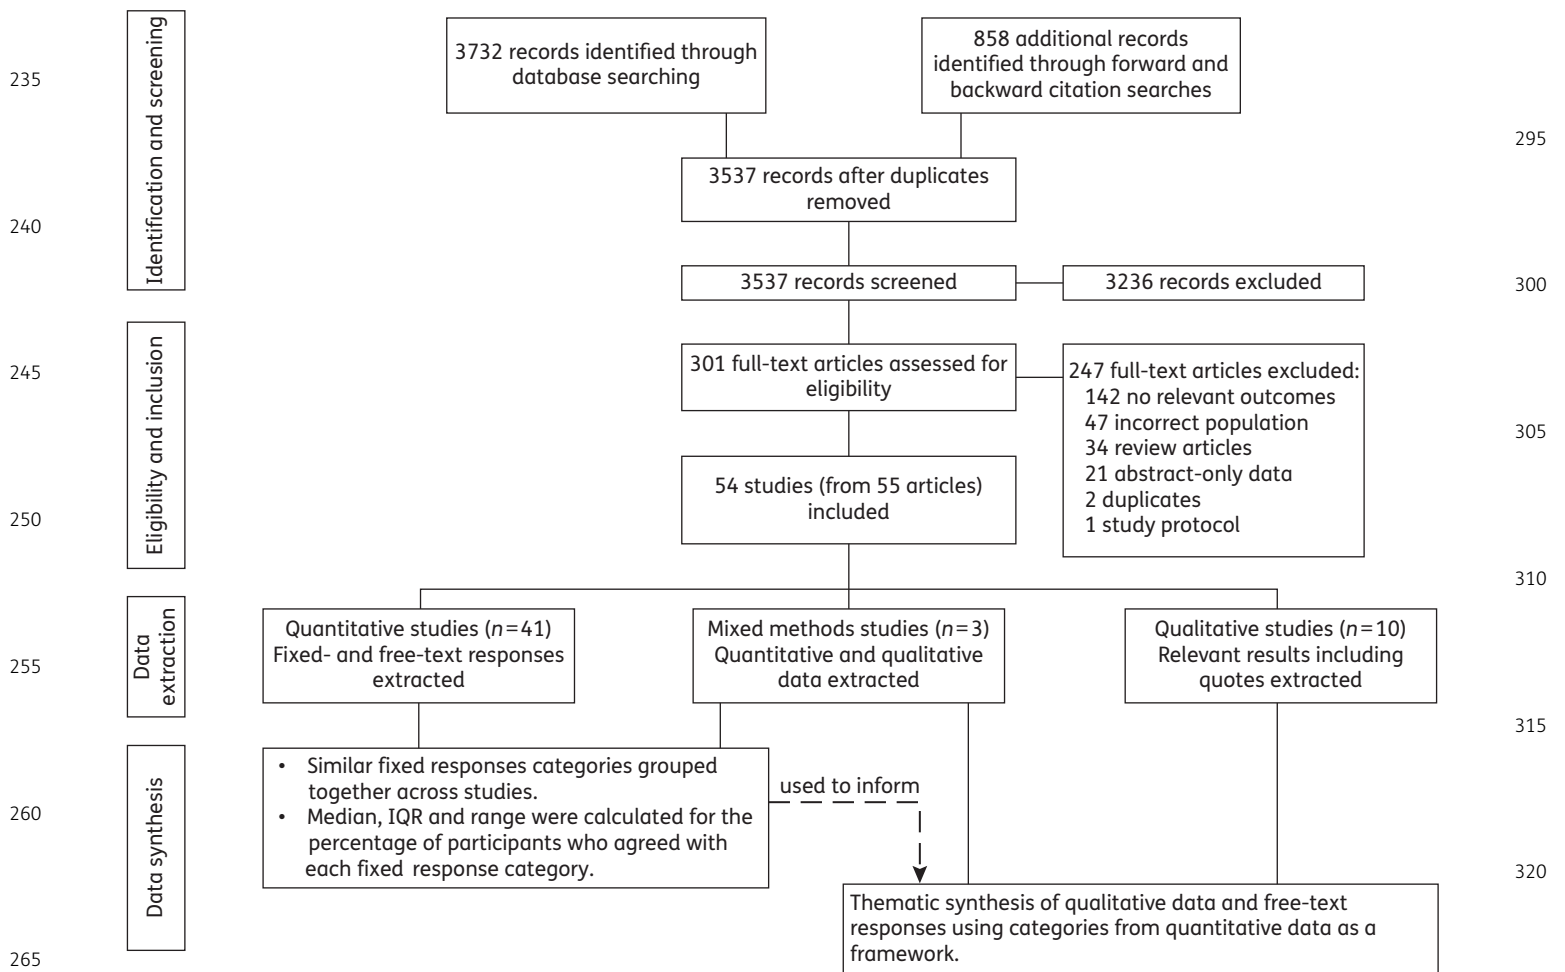 Identification and screening
235
240
3732 records identified through
database searching
858 additional records
identified through forward and
backward citation searches
295
3537 records after duplicates
removed
3537 records screened
3236 records excluded
300
Eligibility and inclusion
245
250
301 full-text articles assessed for
eligibility
247 full-text articles excluded:
142 no relevant outcomes
47 incorrect population
34 review articles
21 abstract-only data
2 duplicates
1 study protocol
305
54 studies (from 55 articles)
included
310
Data
extraction
255
Quantitative studies (n=41)
Fixed- and free-text responses
extracted
Mixed methods studies (n=3)
Quantitative and qualitative
data extracted
Qualitative studies (n=10)
Relevant results including
quotes extracted
315
Data synthesis
260
265
• Similar fixed responses categories grouped
together across studies.
• Median, IQR and range were calculated for the
percentage of participants who agreed with
each fixed response category.
used to inform
320
Thematic synthesis of qualitative data and free-text
responses using categories from quantitative data as a
framework.